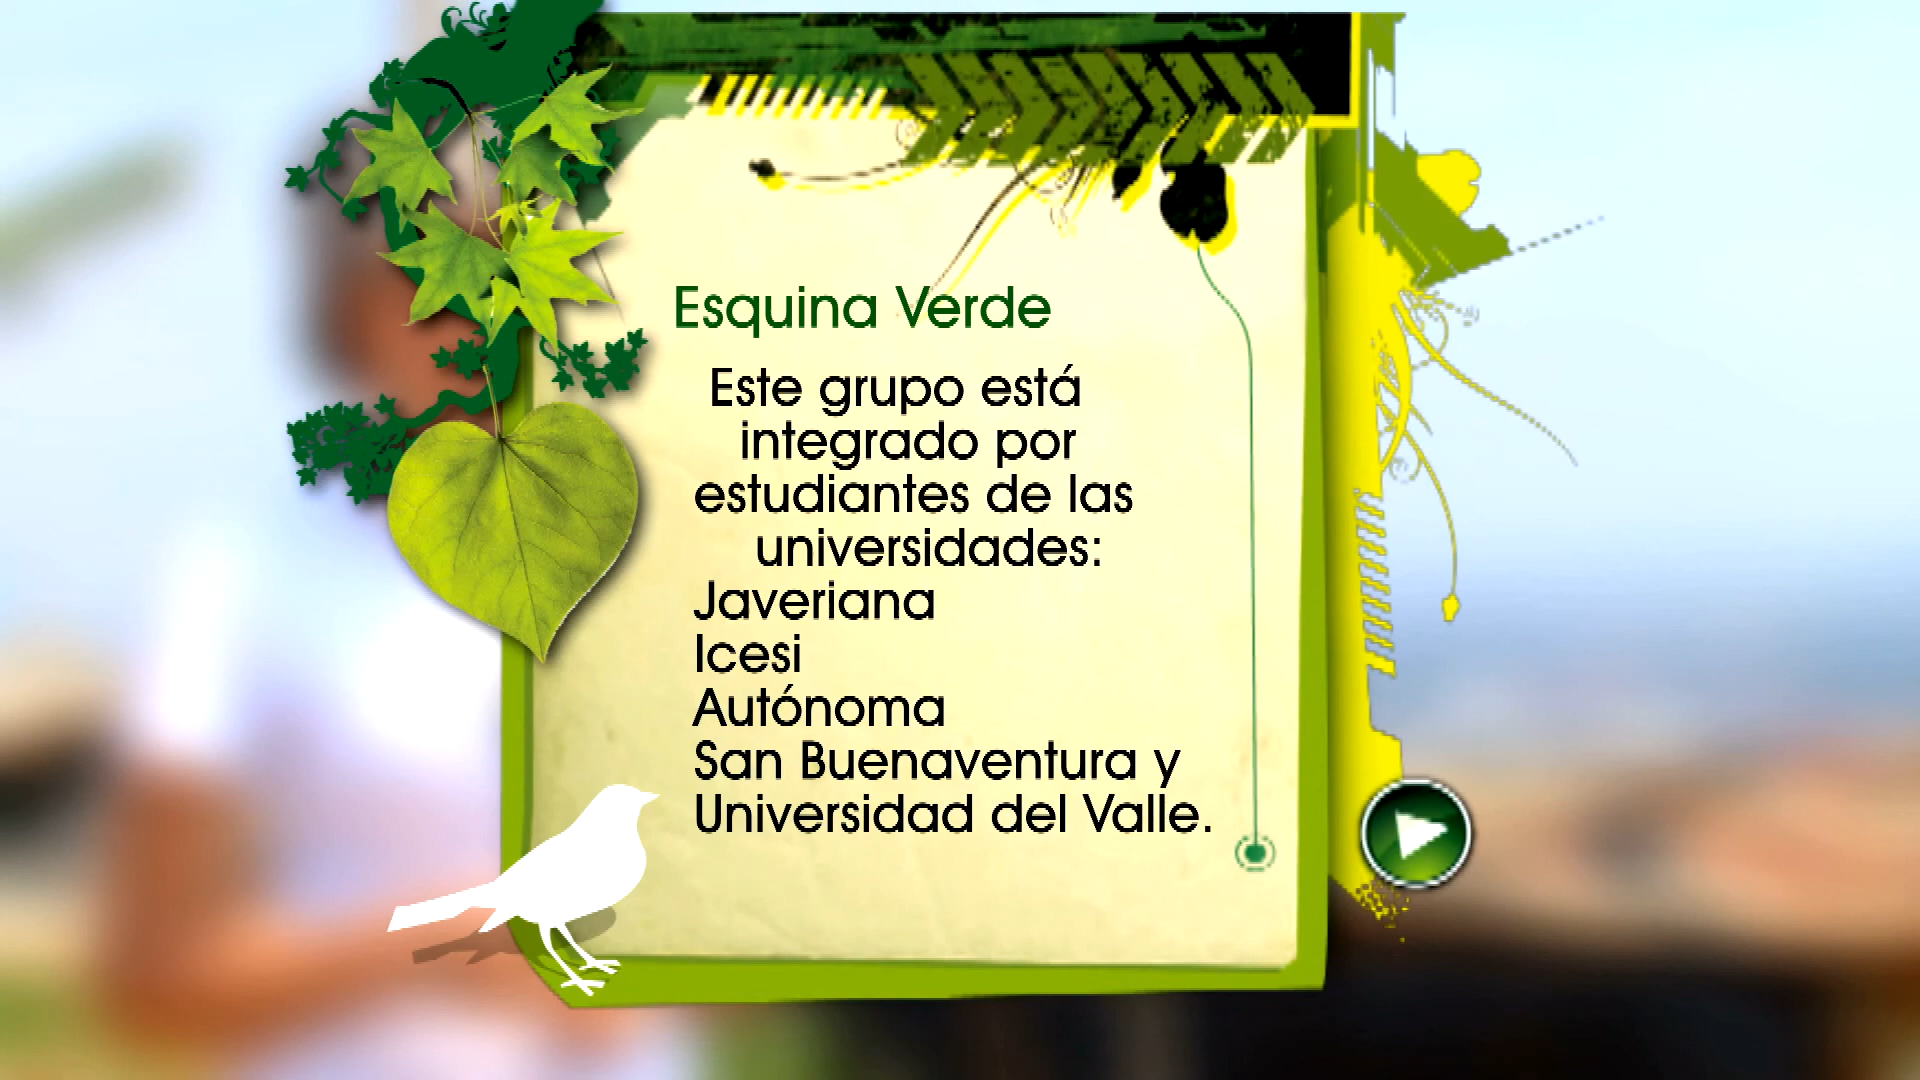 Esquina Verde
Este grupo está
integrado por
estudiantes de las
universidades:
Javeriana
Icesi
Autónoma
San Buenaventura y
Universidad del Valle.